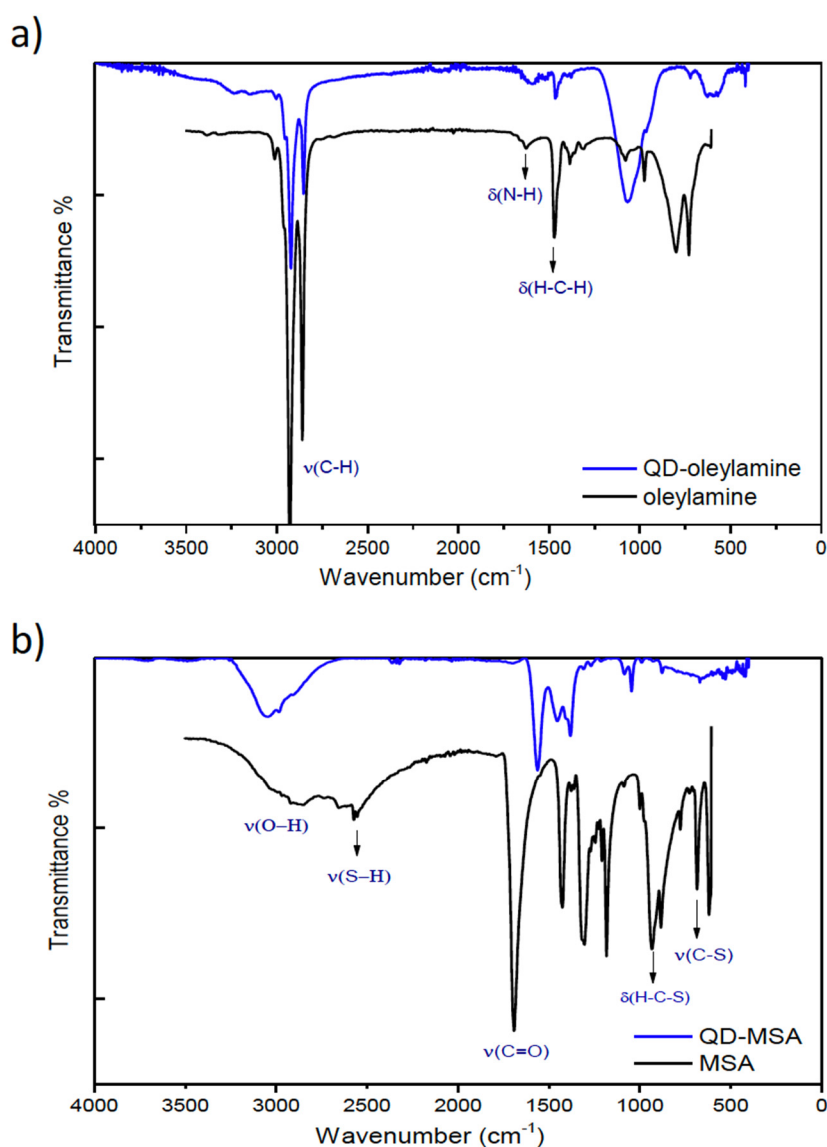 a)
Transmittance %
δ(N-H)
δ(H-C-H)
ν(C-H)
QD-oleylamine
oleylamine
4000 3500 3000 2500 2000 1500 1000 500 0
Wavenumber (cm⁻¹)
b)
Transmittance %
ν(O–H)
ν(S–H)
ν(C-S)
δ(H-C-S)
ν(C=O)
QD-MSA
MSA
4000 3500 3000 2500 2000 1500 1000 500 0
Wavenumber (cm⁻¹)